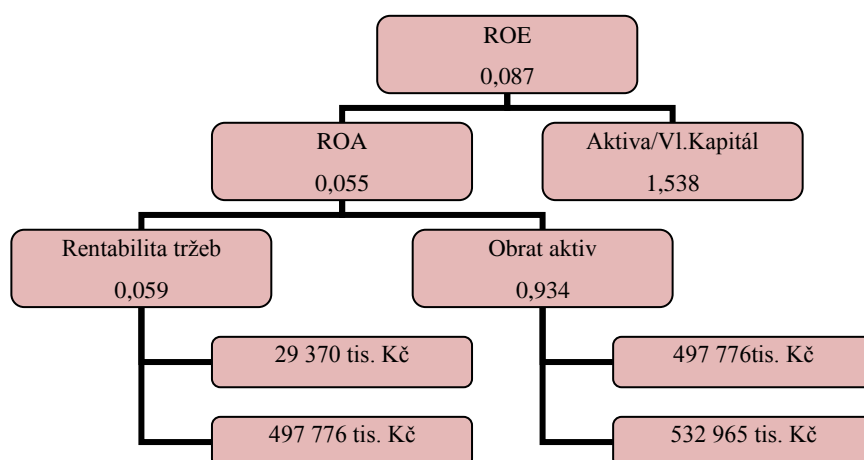 ROE
0,087
ROA
0,055
Aktiva/Vl.Kapitál
1,538
Rentabilita tržeb
0,059
Obrat aktiv
0,934
29 370 tis. Kč
497 776tis. Kč
497 776 tis. Kč
532 965 tis. Kč